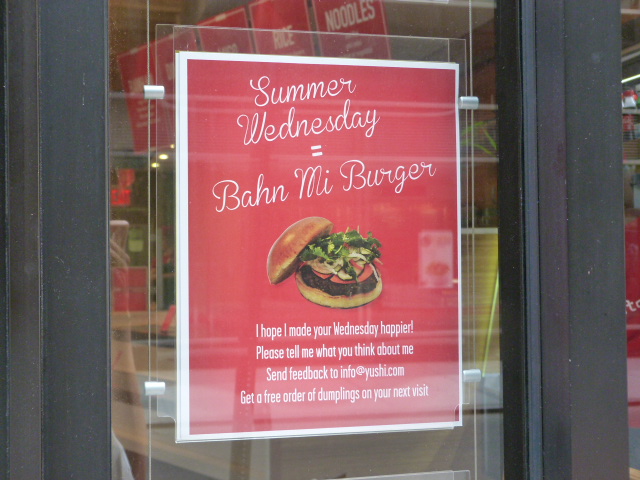 NOODLES
RICE
Summer
Wednesday
=
Bahn Mi Burger
I hope I made your Wednesday happier!
Please tell me what you think about me
Send feedback to info@yushi.com
Get a free order of dumplings on your next visit